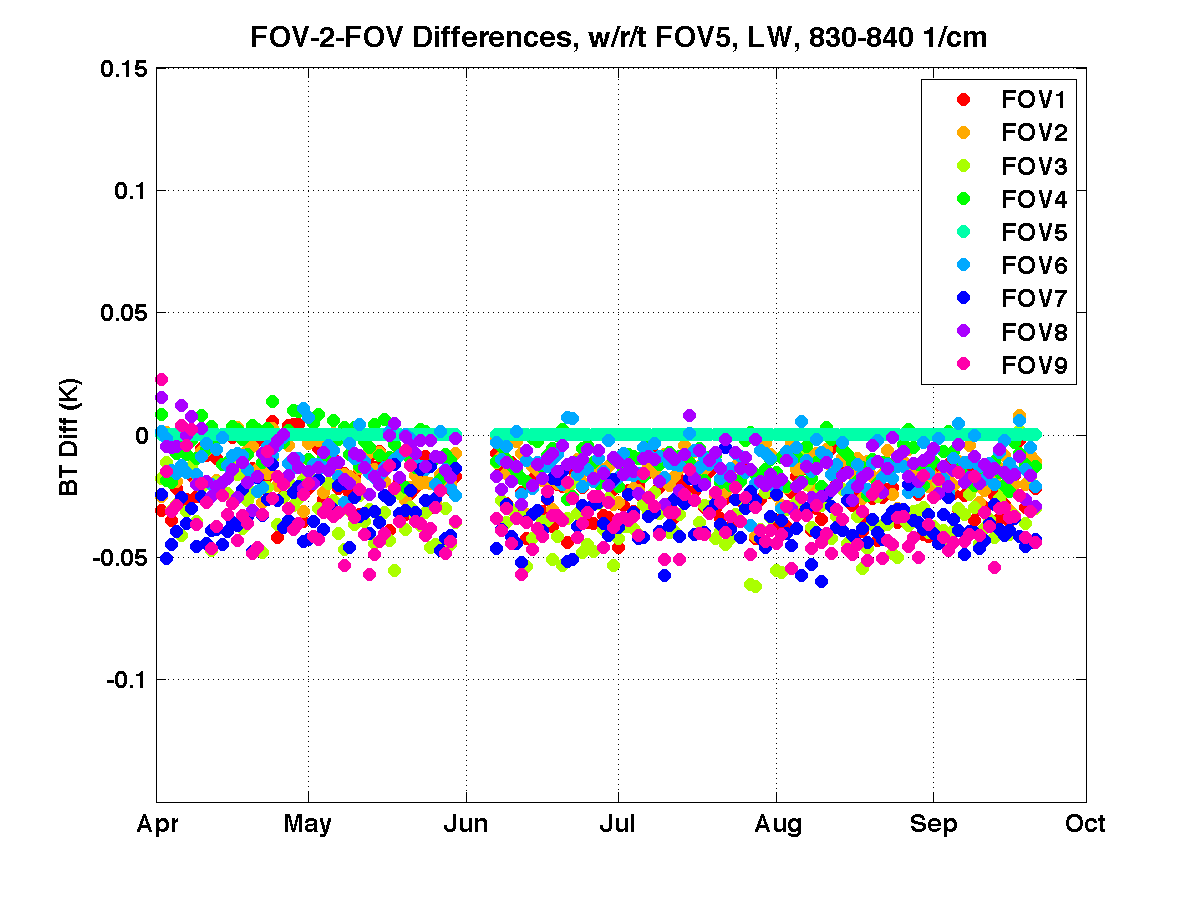 FOV-2-FOV Differences, w/r/t FOV5, LW, 830-840 1/cm
0.15
0.1
0.05
0
-0.05
-0.1
BT Diff (K)
FOV1
FOV2
FOV3
FOV4
FOV5
FOV6
FOV7
FOV8
FOV9
Apr May Jun Jul Aug Sep Oct